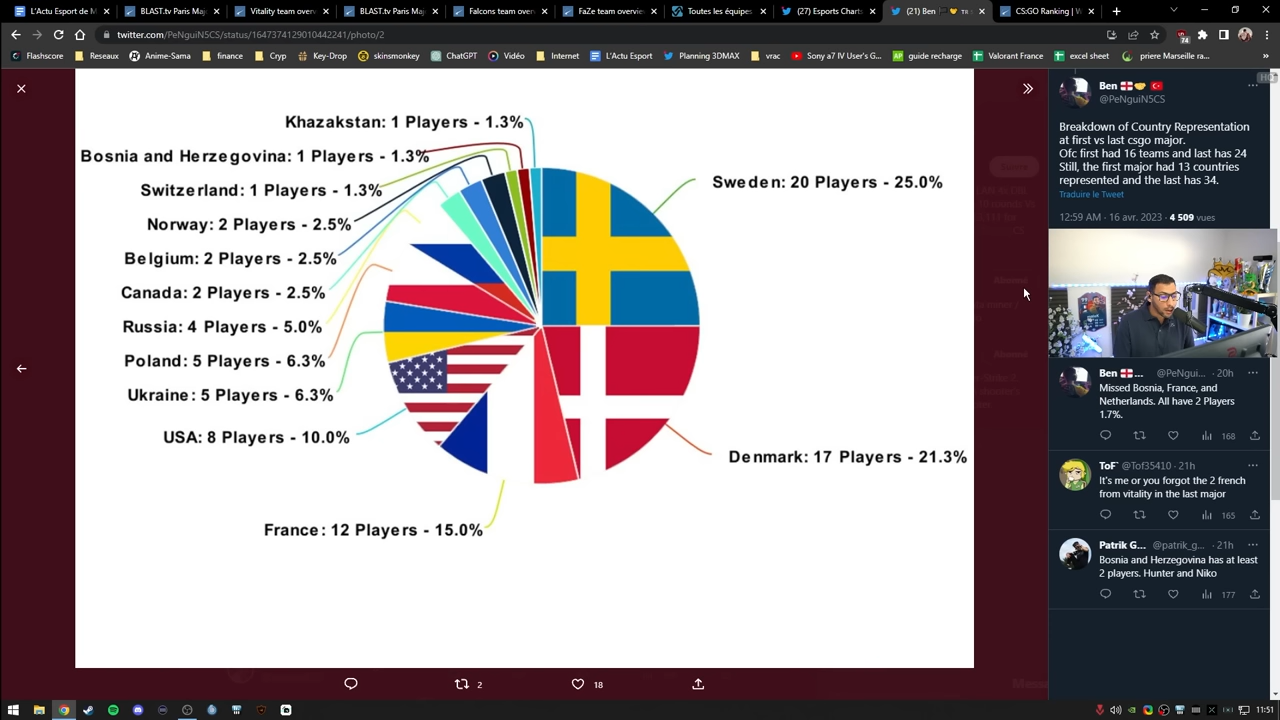 L'Actu Esport de M
BLAST.tv Paris Maj
Vitality team overv
BLAST.tv Paris Maj
Falcons team over
FaZe team overvie
Toutes les équipes
(27) Esports Charts
(21) Ben
CS:GO Ranking | W
twitter.com/PeNguiN5CS/status/1647374129010442241/photo/2
Flashscore
Reseaux
Anime-Sama
finance
Cryp
Key-Drop
skinsmonkey
ChatGPT
Vidéo
Internet
L'Actu Esport
Planning 3DMAX
vrac
Sony a7 IV User's G...
guide recharge
Valorant France
excel sheet
priere Marseille ra...
Khazakstan: 1 Players - 1.3%
Bosnia and Herzegovina: 1 Players - 1.3%
Switzerland: 1 Players - 1.3%
Norway: 2 Players - 2.5%
Belgium: 2 Players - 2.5%
Canada: 2 Players - 2.5%
Russia: 4 Players - 5.0%
Poland: 5 Players - 6.3%
Ukraine: 5 Players - 6.3%
USA: 8 Players - 10.0%
France: 12 Players - 15.0%
Sweden: 20 Players - 25.0%
Denmark: 17 Players - 21.3%
2
18
HQ
Ben
@PeNguiN5CS
Breakdown of Country Representation
at first vs last csgo major.
Ofc first had 16 teams and last has 24
Still, the first major had 13 countries
represented and the last has 34.
Traduire le Tweet
12:59 AM · 16 avr. 2023 · 4 509 vues
Ben ... @PeNgui... · 20h
Missed Bosnia, France, and
Netherlands. All have 2 Players
1.7%.
168
ToF` @Tof35410 · 21h
It's me or you forgot the 2 french
from vitality in the last major
165
Patrik G... @patrik_g... · 21h
Bosnia and Herzegovina has at least
2 players. Hunter and Niko
177
11:51